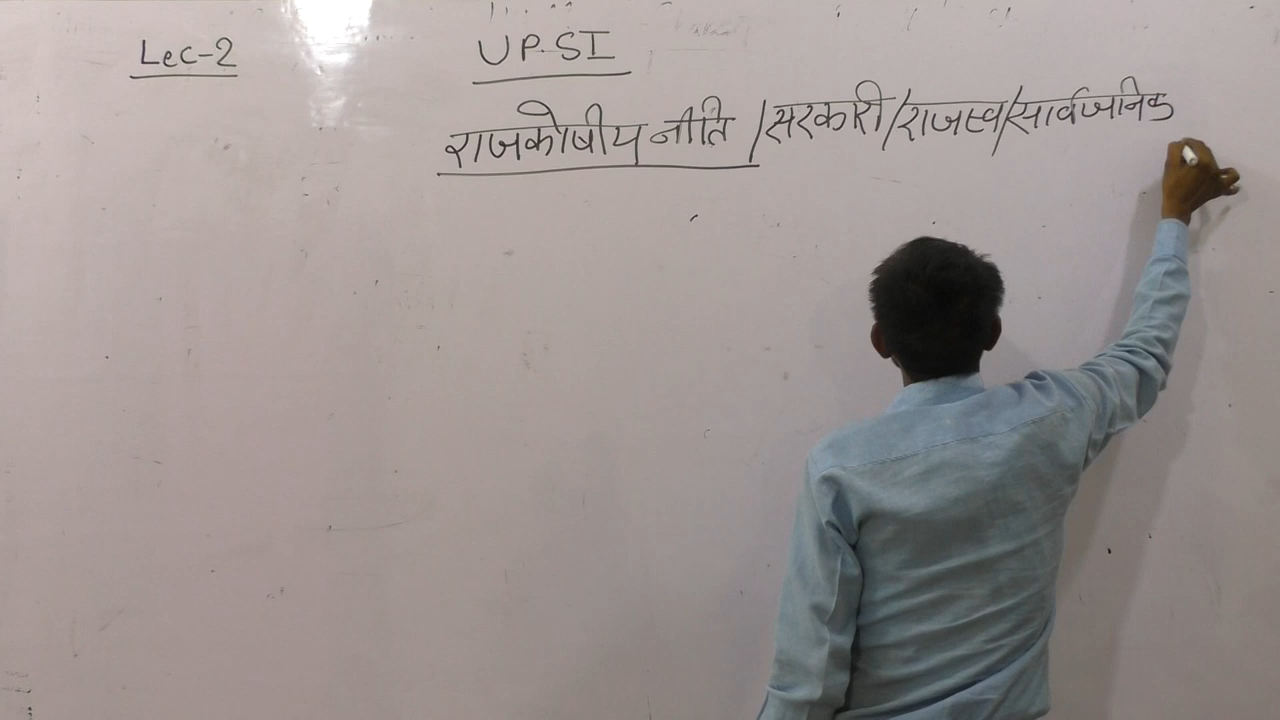 Lec-2
UP-SI
राजकोषीय नीति / सरकारी / राजस्व / सार्वजनिक